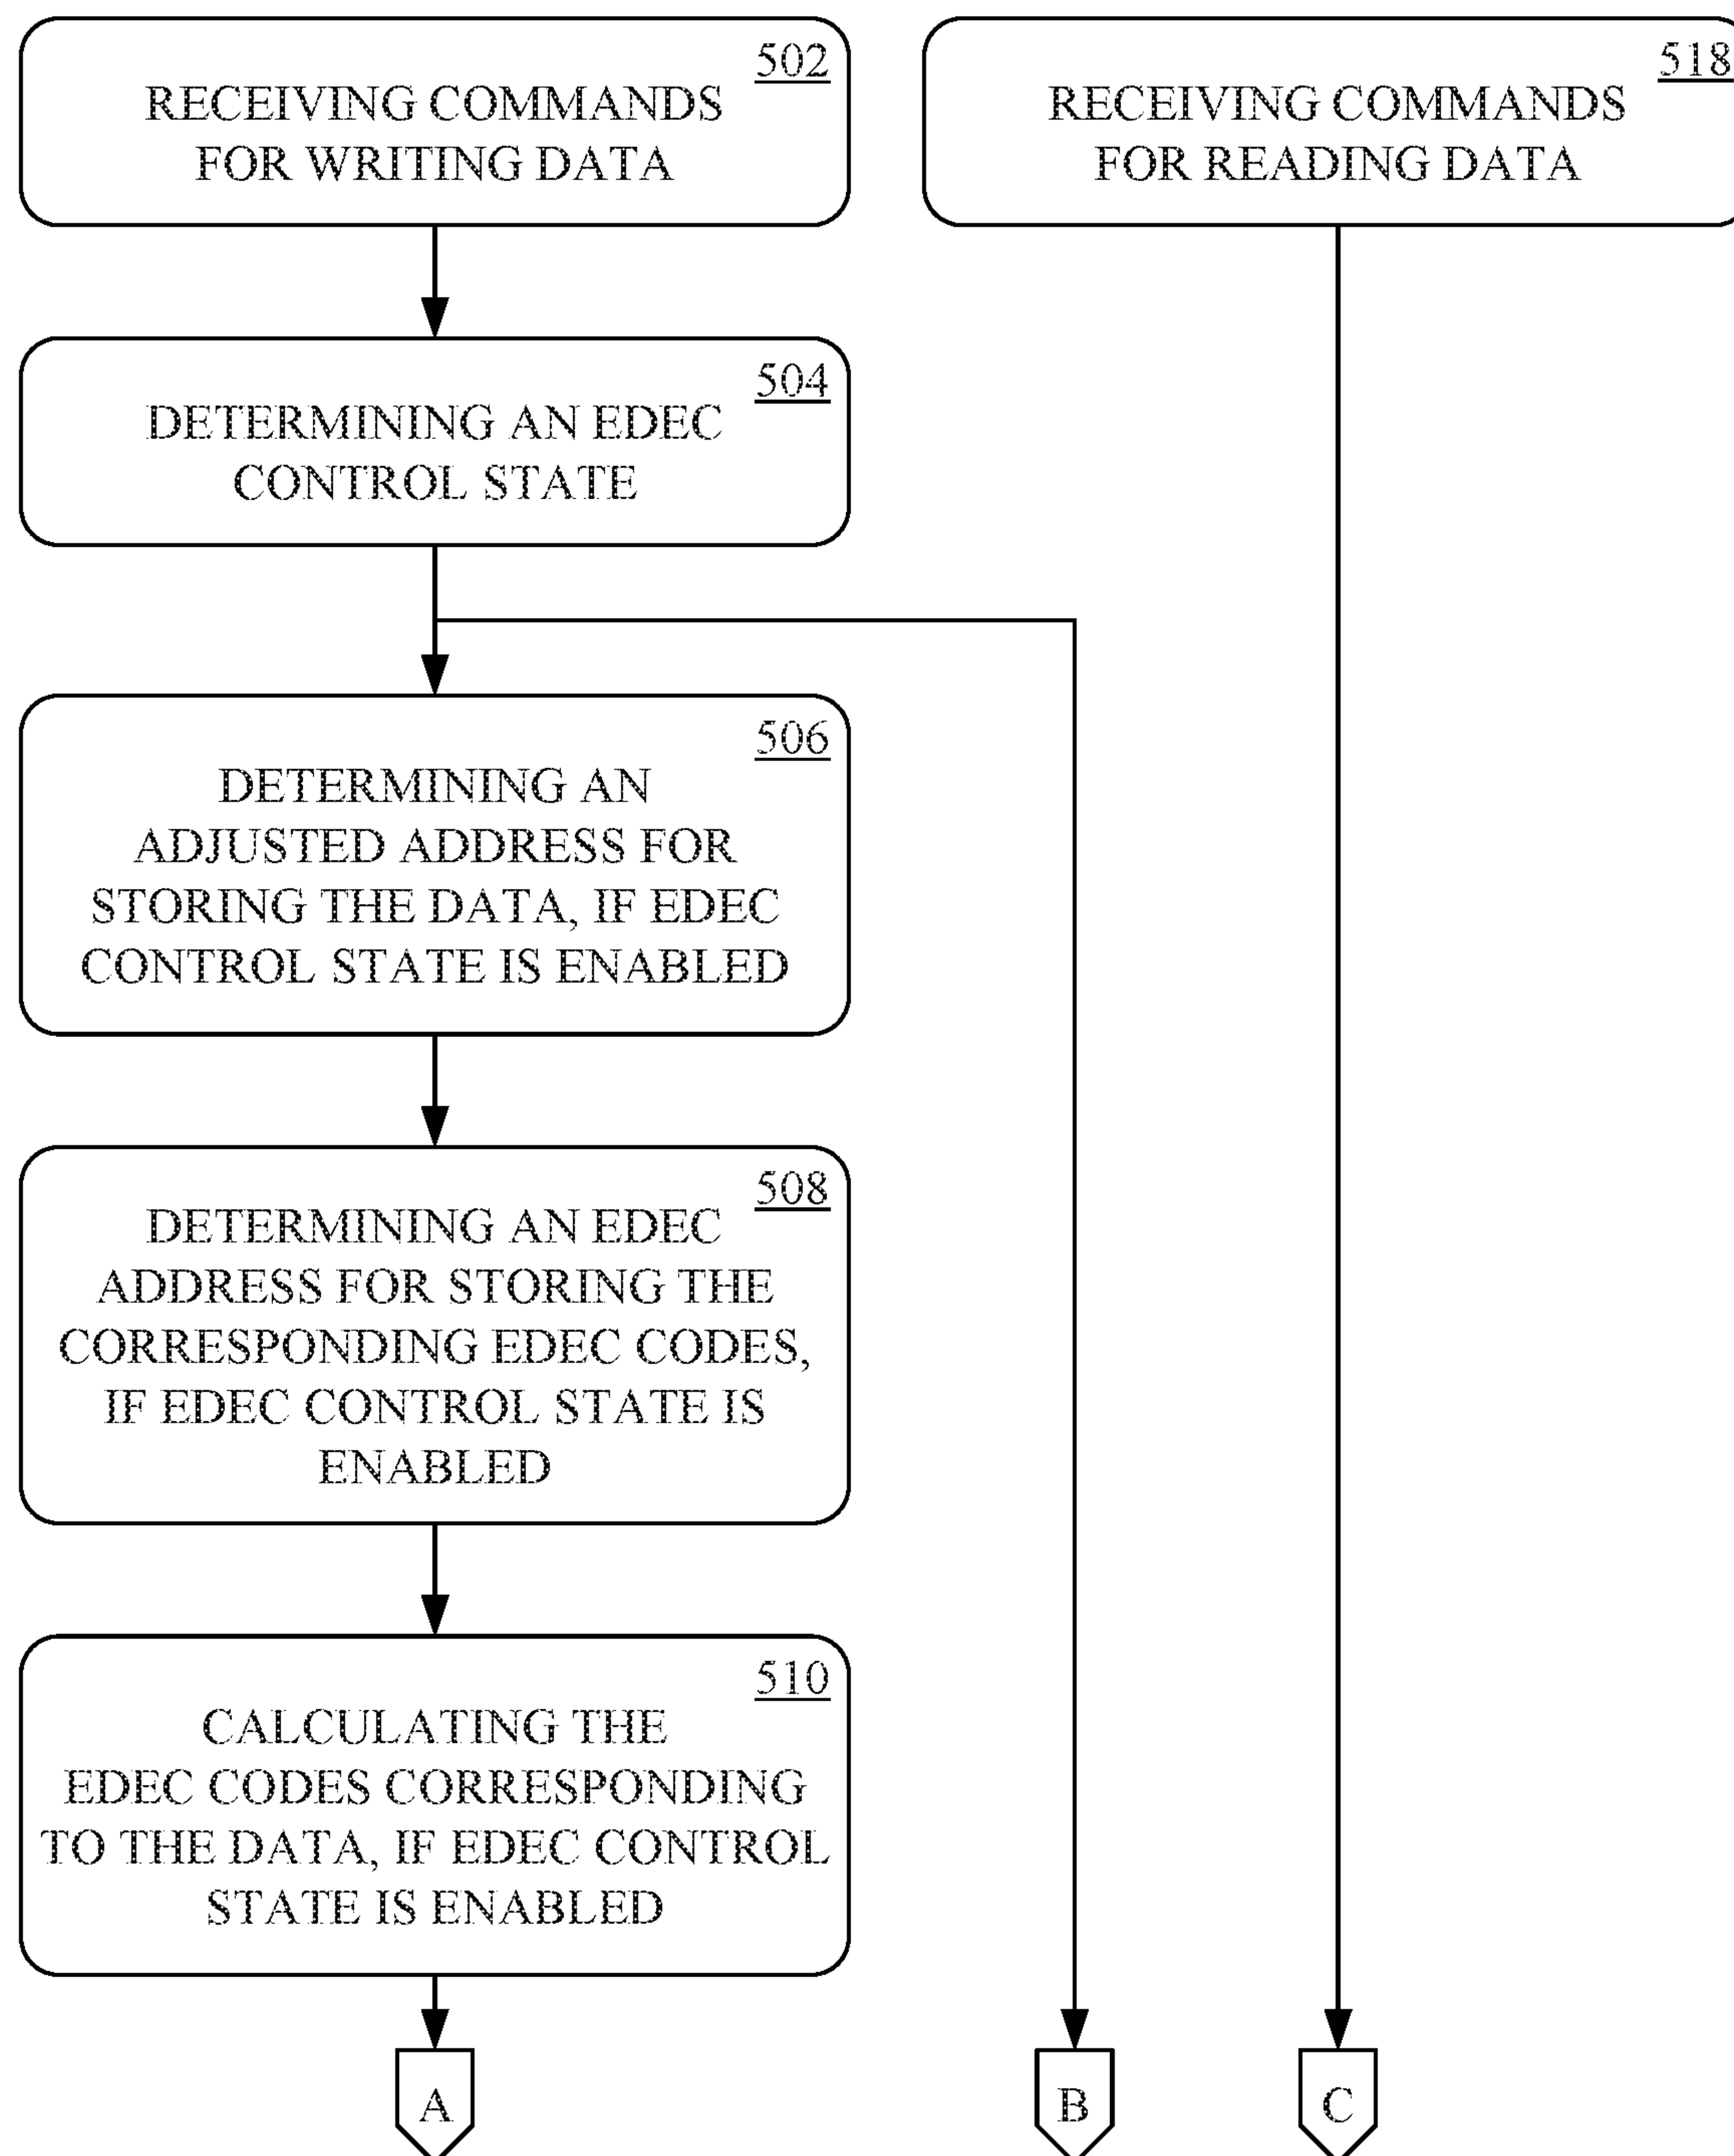 502
RECEIVING COMMANDS
FOR WRITING DATA
518
RECEIVING COMMANDS
FOR READING DATA
504
DETERMINING AN EDEC
CONTROL STATE
506
DETERMINING AN
ADJUSTED ADDRESS FOR
STORING THE DATA, IF EDEC
CONTROL STATE IS ENABLED
508
DETERMINING AN EDEC
ADDRESS FOR STORING THE
CORRESPONDING EDEC CODES,
IF EDEC CONTROL STATE IS
ENABLED
510
CALCULATING THE
EDEC CODES CORRESPONDING
TO THE DATA, IF EDEC CONTROL
STATE IS ENABLED
A
B
C